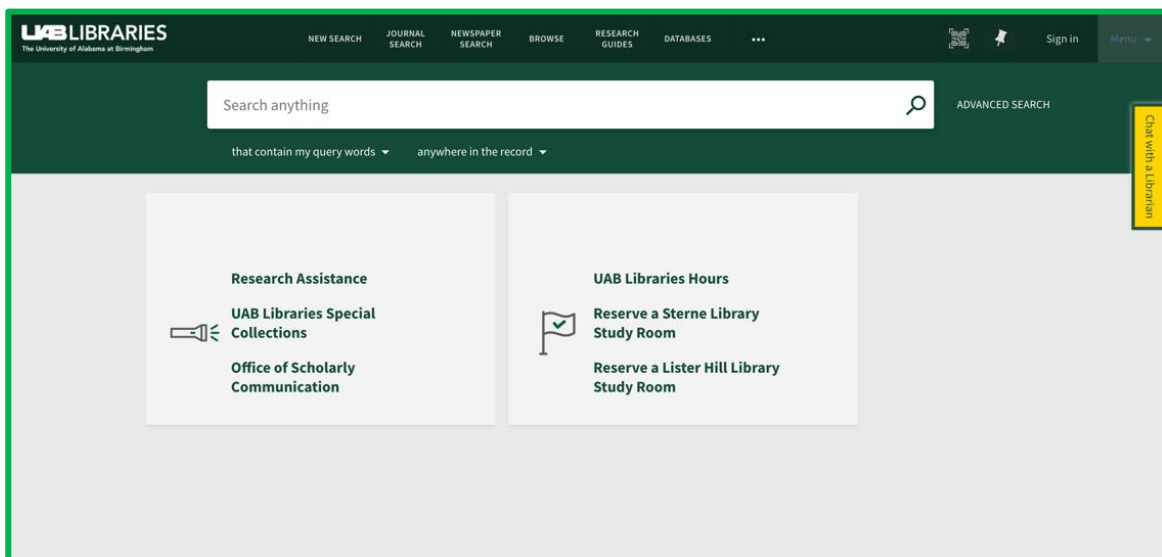 UAB LIBRARIES
The University of Alabama at Birmingham
NEW SEARCH
JOURNAL
SEARCH
NEWSPAPER
SEARCH
BROWSE
RESEARCH
GUIDES
DATABASES
•••
Sign in
Menu
Search anything
ADVANCED SEARCH
that contain my query words
anywhere in the record
Chat with a Librarian
Research Assistance
UAB Libraries Special
Collections
Office of Scholarly
Communication
UAB Libraries Hours
Reserve a Sterne Library
Study Room
Reserve a Lister Hill Library
Study Room